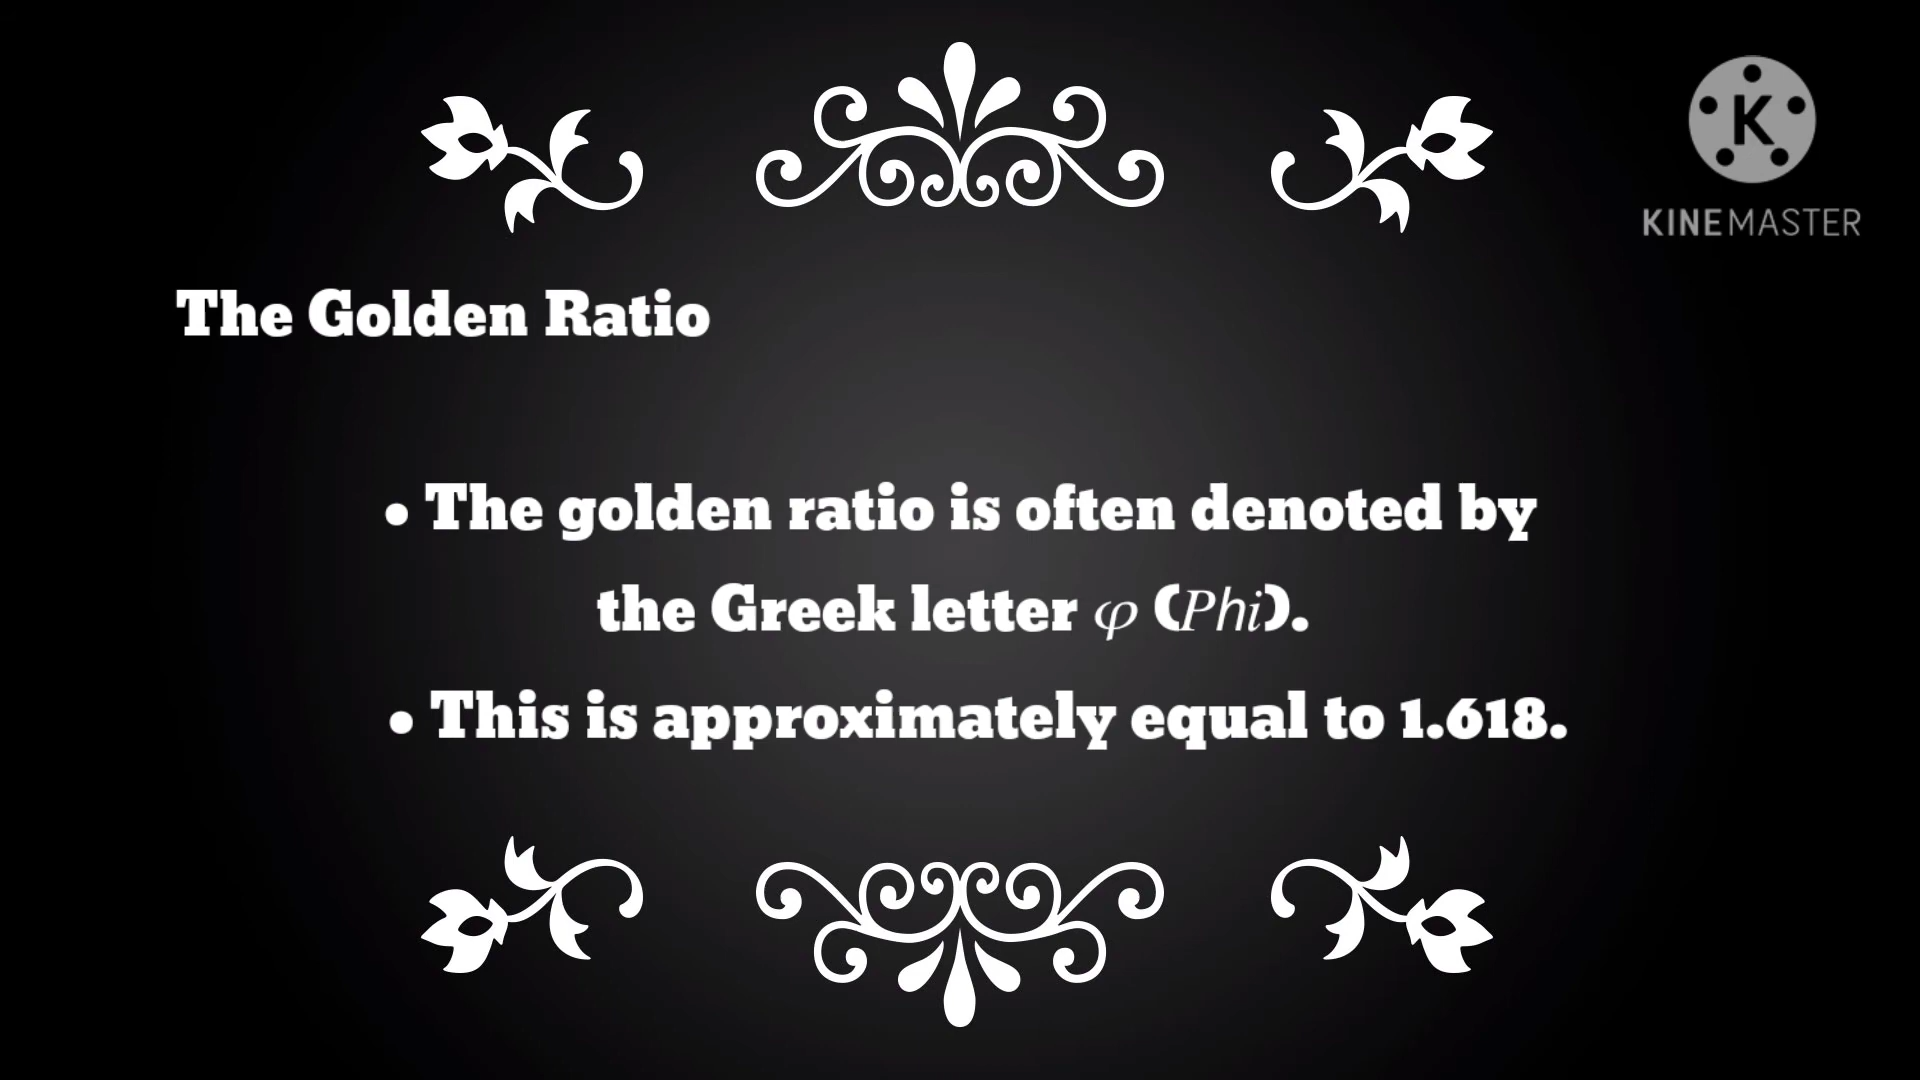 K
KINEMASTER
The Golden Ratio
• The golden ratio is often denoted by
the Greek letter φ (Phi).
• This is approximately equal to 1.618.